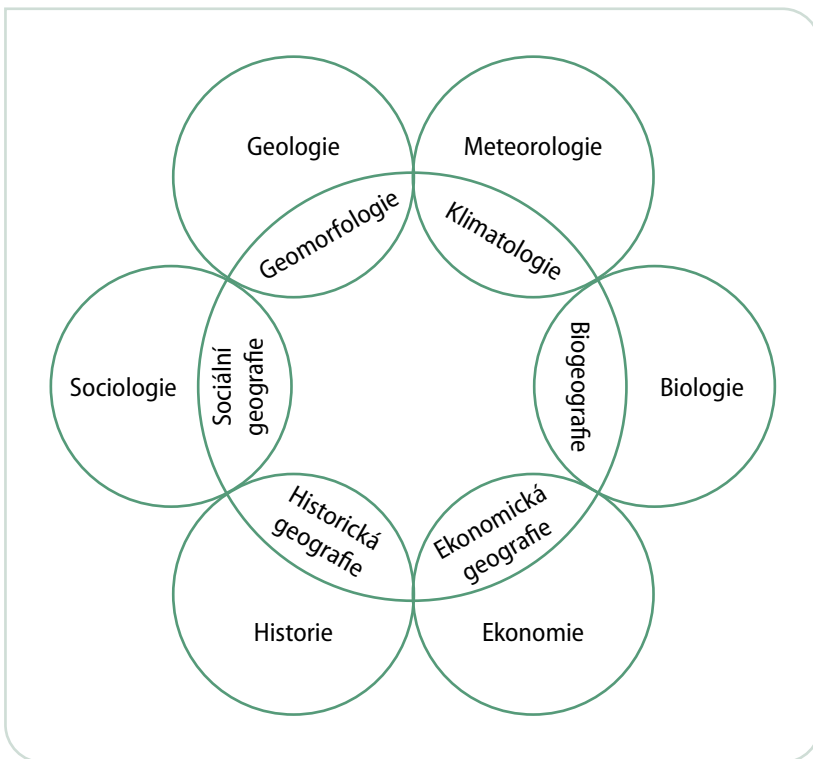 Geologie
Meteorologie
Geomorfologie
Klimatologie
Sociologie
Sociální
geografie
Biogeografie
Biologie
Historická
geografie
Ekonomická
geografie
Historie
Ekonomie